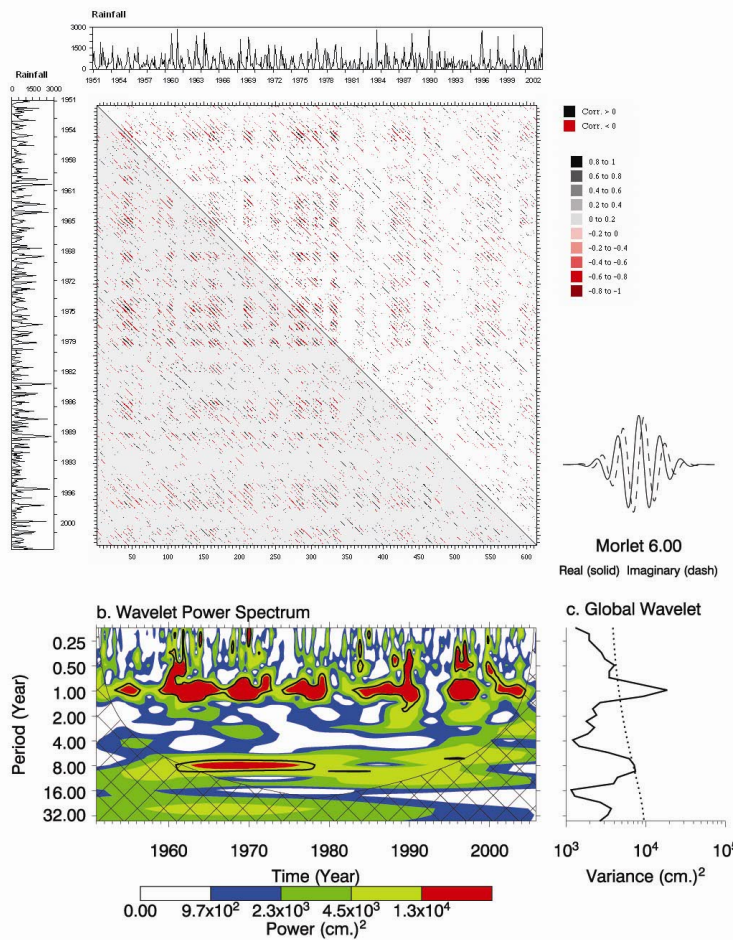 Rainfall
3000
1500
0
1951 1954 1957 1960 1963 1966 1969 1972 1975 1978 1981 1984 1987 1990 1993 1996 1999 2002
Rainfall
0 1500 3000
1951
1954
1958
1961
1965
1968
1972
1975
1979
1982
1986
1989
1993
1996
2000
50 100 150 200 250 300 350 400 450 500 550 600
Corr. > 0
Corr. < 0
0.8 to 1
0.6 to 0.8
0.4 to 0.6
0.2 to 0.4
0 to 0.2
-0.2 to 0
-0.2 to -0.4
-0.4 to -0.6
-0.6 to -0.8
-0.8 to -1
Morlet 6.00
Real (solid) Imaginary (dash)
b. Wavelet Power Spectrum
Period (Year)
0.25
0.50
1.00
2.00
4.00
8.00
16.00
32.00
1960 1970 1980 1990 2000
Time (Year)
0.00 9.7x10² 2.3x10³ 4.5x10³ 1.3x10⁴
Power (cm.)²
c. Global Wavelet
10³ 10⁴ 10⁵
Variance (cm.)²